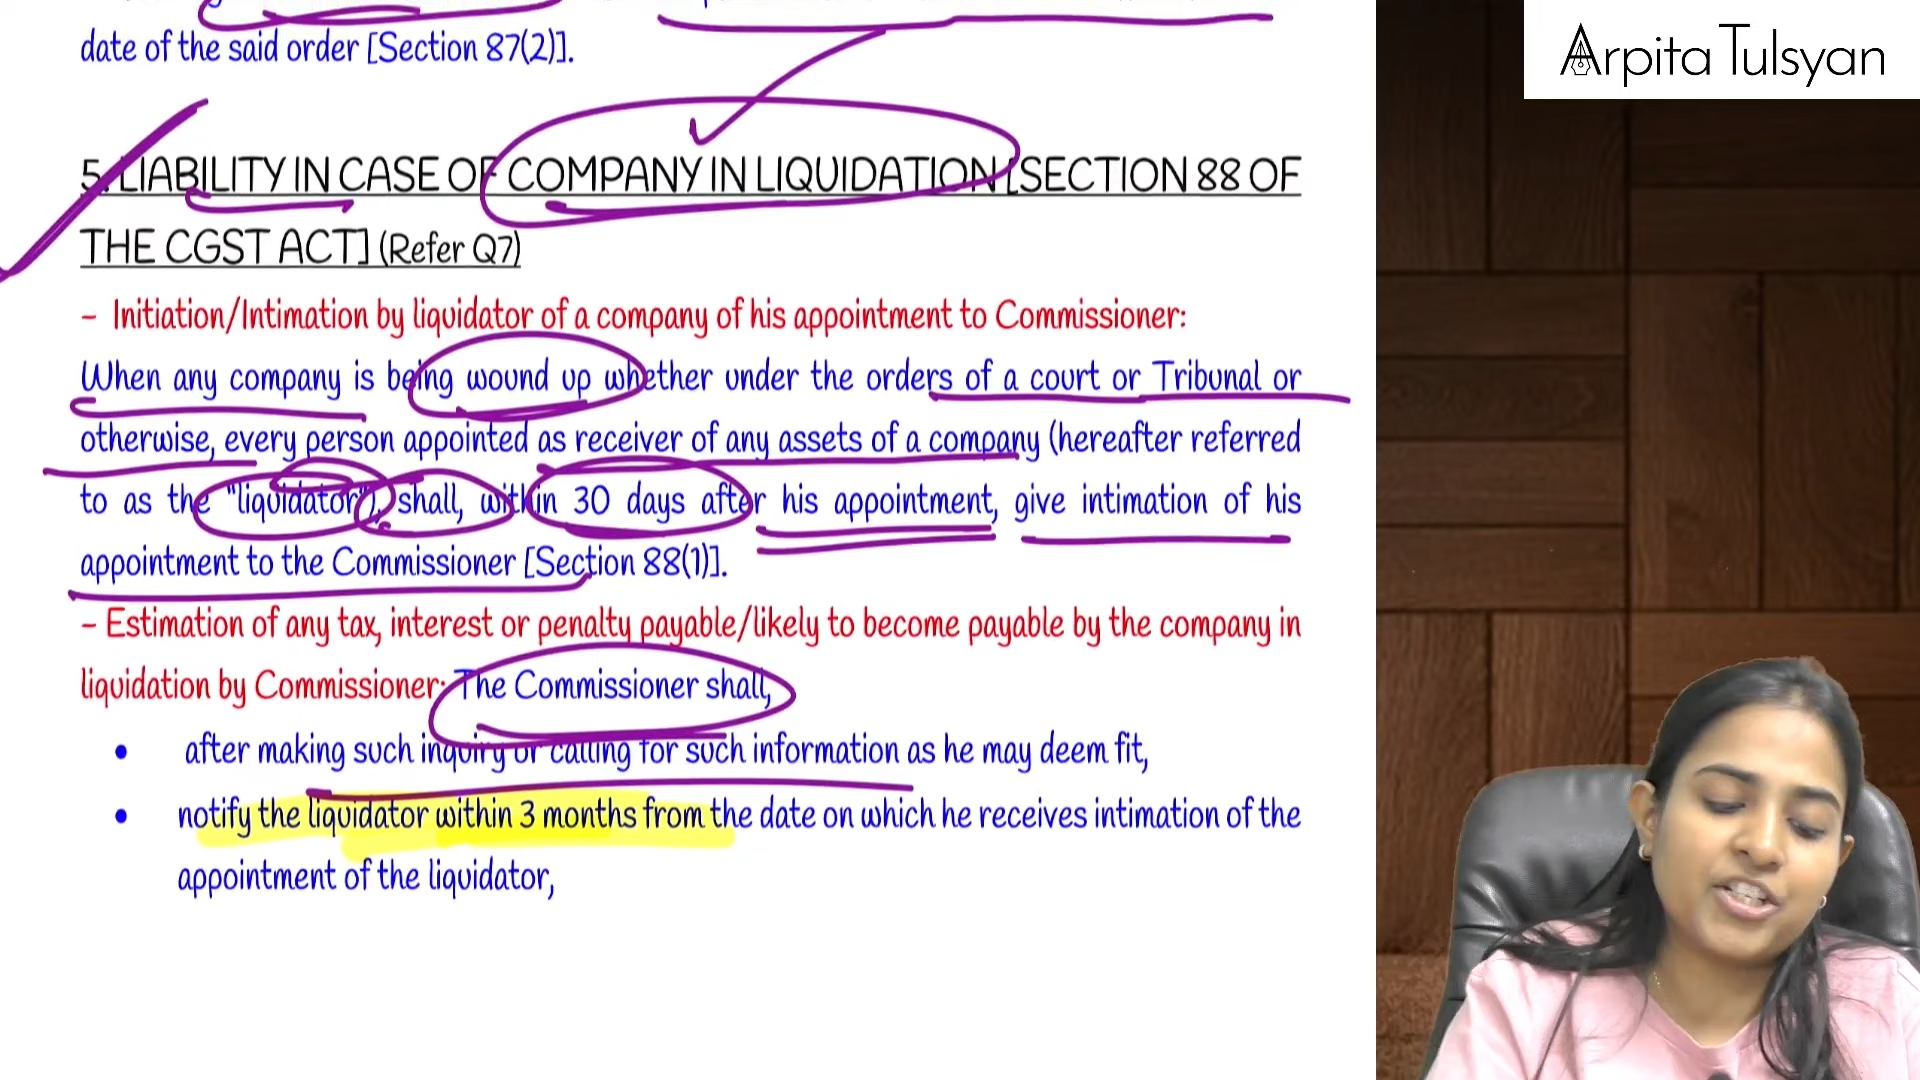 Arpita Tulsyan
date of the said order [Section 87(2)].
5. LIABILITY IN CASE OF COMPANY IN LIQUIDATION [SECTION 88 OF
THE CGST ACT] (Refer Q7)
– Initiation/Intimation by liquidator of a company of his appointment to Commissioner:
When any company is being wound up whether under the orders of a court or Tribunal or
otherwise, every person appointed as receiver of any assets of a company (hereafter referred
to as the "liquidator"), shall, within 30 days after his appointment, give intimation of his
appointment to the Commissioner [Section 88(1)].
– Estimation of any tax, interest or penalty payable/likely to become payable by the company in
liquidation by Commissioner: The Commissioner shall,
• after making such inquiry or calling for such information as he may deem fit,
• notify the liquidator within 3 months from the date on which he receives intimation of the
appointment of the liquidator,